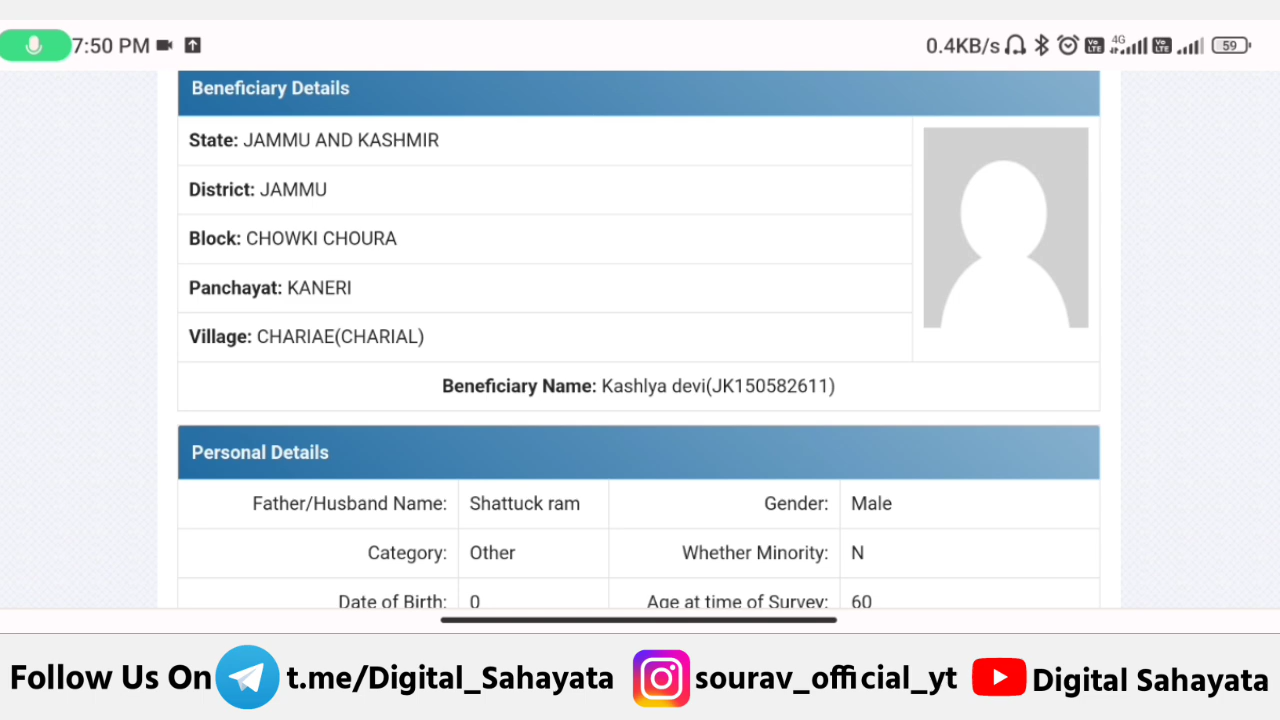 7:50 PM 0.4KB/s 4G 59
Beneficiary Details
State: JAMMU AND KASHMIR
District: JAMMU
Block: CHOWKI CHOURA
Panchayat: KANERI
Village: CHARIAE(CHARIAL)
Beneficiary Name: Kashlya devi(JK150582611)
Personal Details
Father/Husband Name: Shattuck ram Gender: Male
Category: Other Whether Minority: N
Date of Birth: 0 Age at time of Survey: 60
Follow Us On t.me/Digital_Sahayata sourav_official_yt Digital Sahayata